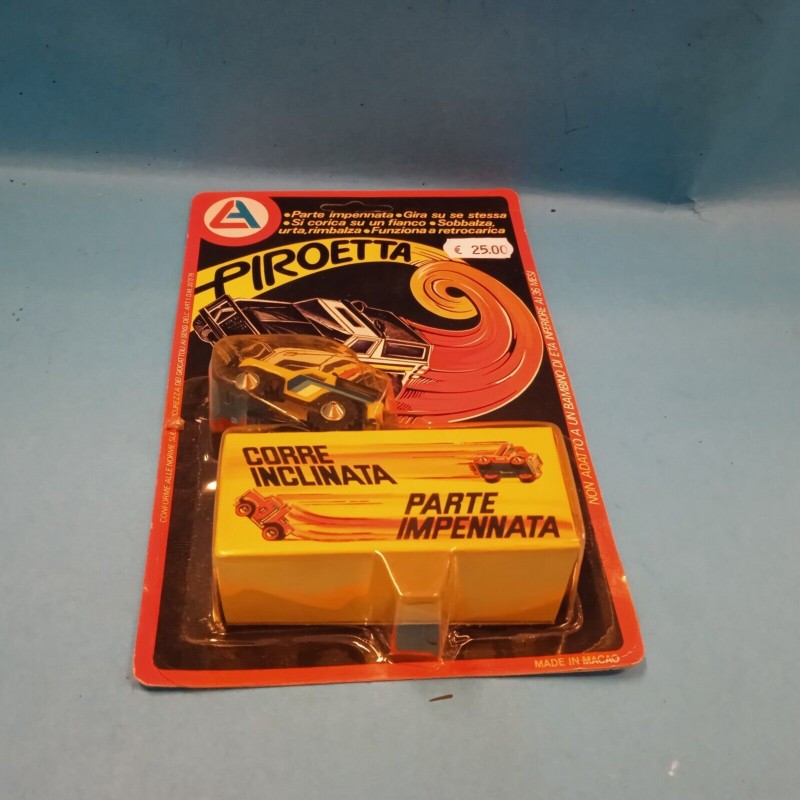 •Parte impennata •Gira su se stessa
•Si corica su un fianco •Sobbalza,
urta, rimbalza •Funziona a retrocarica
€ 25.00
PIROETTA
CORRE
INCLINATA
PARTE
IMPENNATA
NON ADATTO A UN BAMBINO DI ETÀ INFERIORE AI 36 MESI
MADE IN MACAO